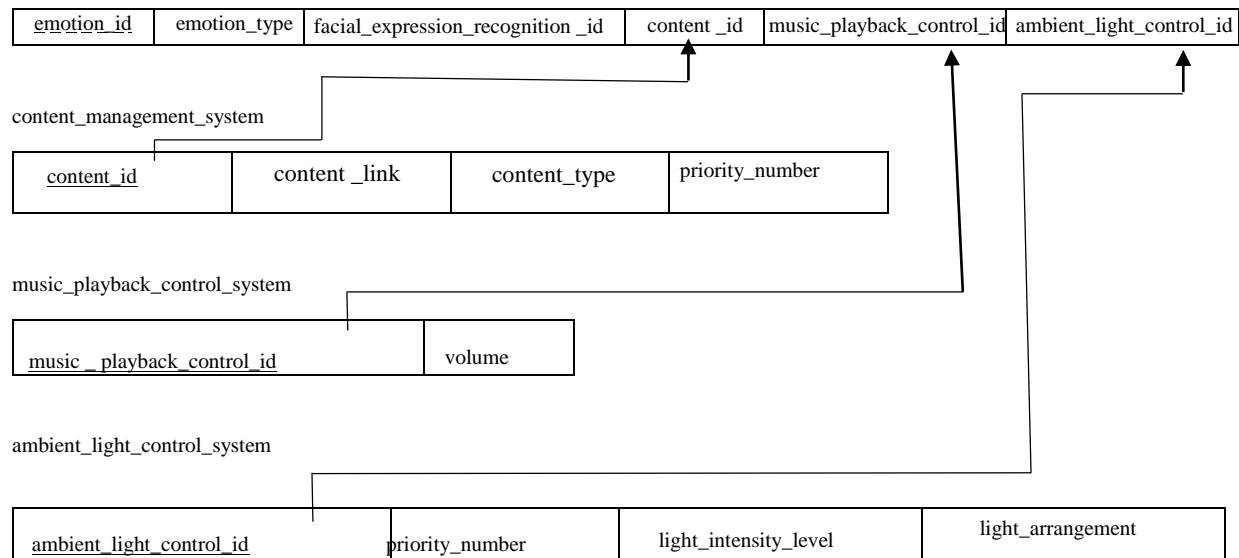 emotion_id emotion_type facial_expression_recognition _id content _id music_playback_control_id ambient_light_control_id
content_management_system
content_id content _link content_type priority_number
music_playback_control_system
music _ playback_control_id volume
ambient_light_control_system
ambient_light_control_id priority_number light_intensity_level light_arrangement